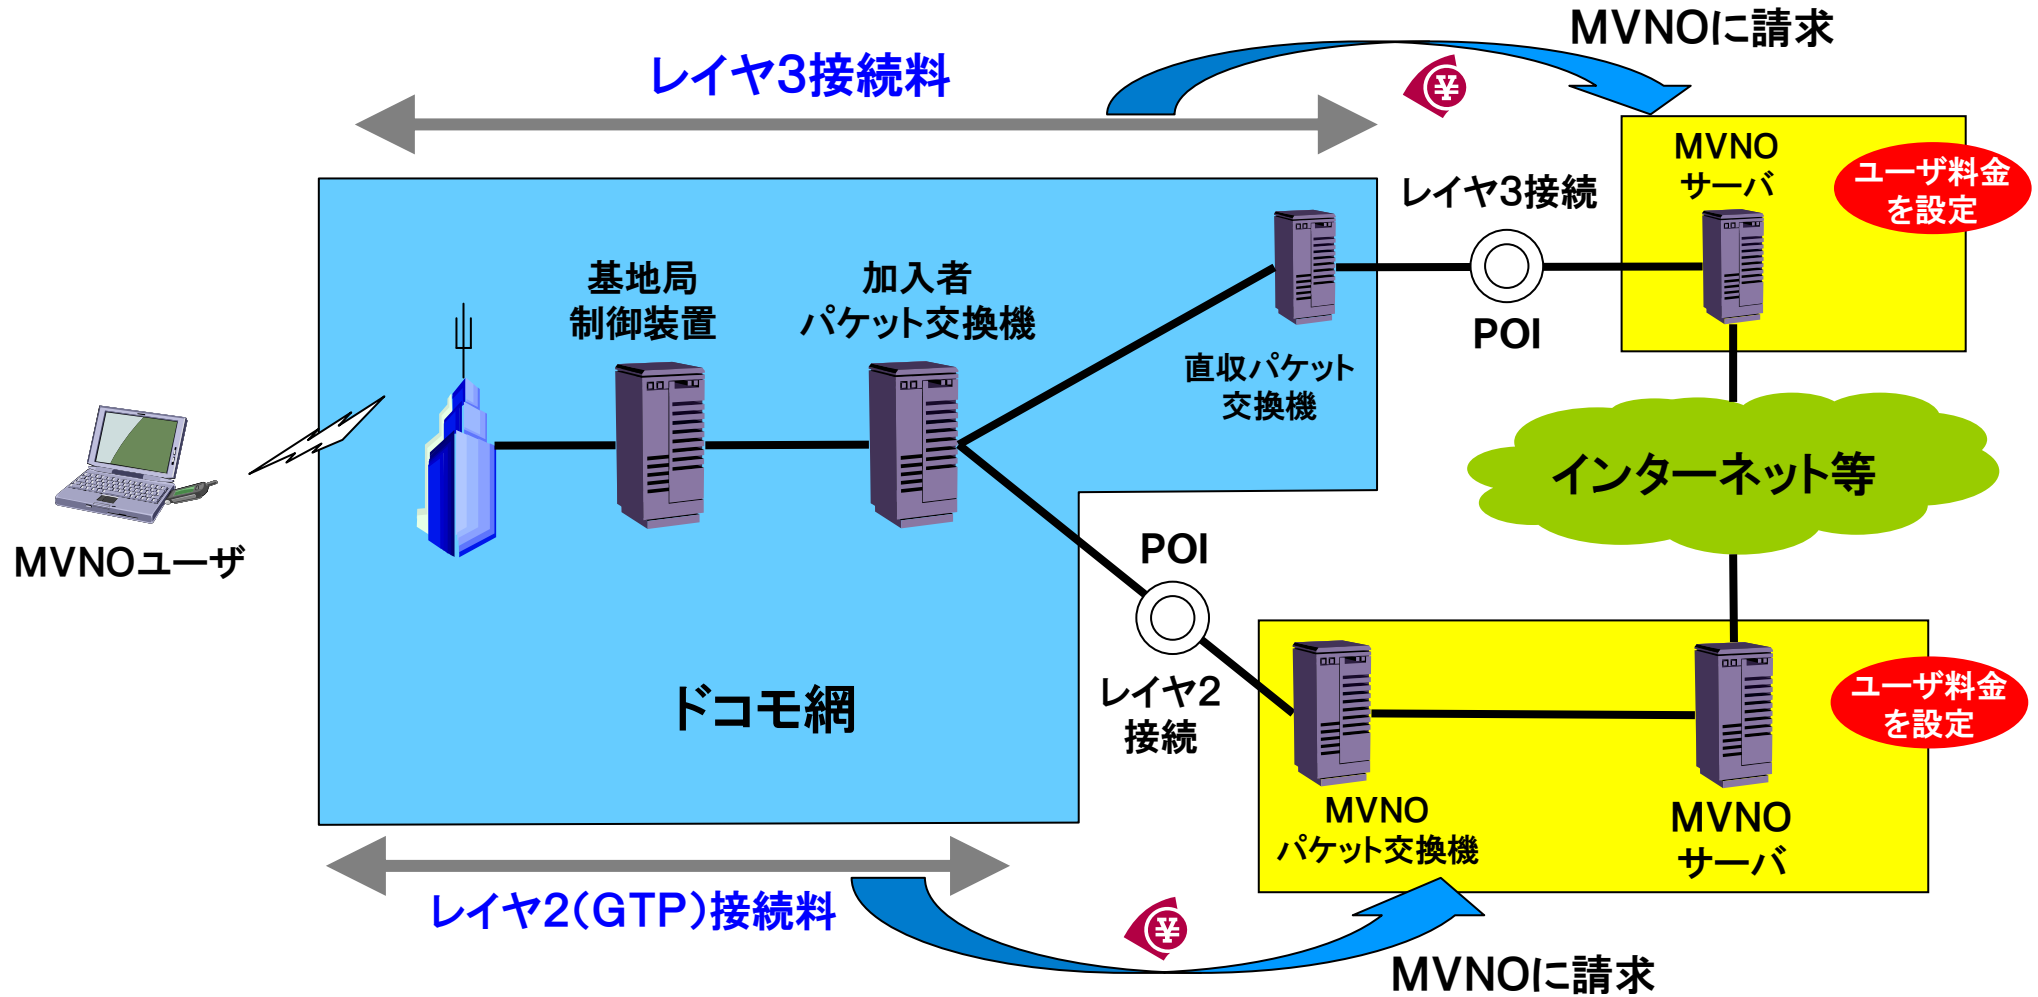 MVNOに請求
レイヤ3接続料
¥
MVNO
サーバ
ユーザ料金
を設定
レイヤ3接続
POI
基地局
制御装置
加入者
パケット交換機
直収パケット
交換機
インターネット等
MVNOユーザ
POI
レイヤ2
接続
ドコモ網
ユーザ料金
を設定
MVNO
パケット交換機
MVNO
サーバ
レイヤ2(GTP)接続料
¥
MVNOに請求